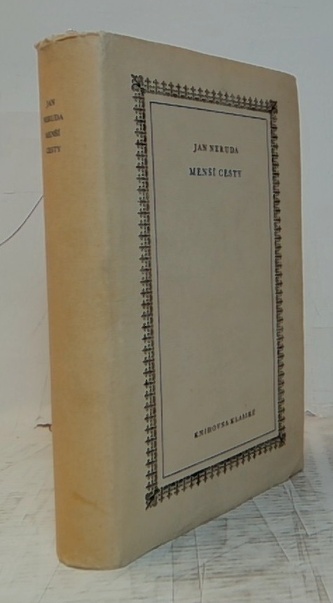 JAN
NERUDA
MENŠÍ
CESTY
JAN NERUDA
MENŠÍ CESTY
KNIHOVNA KLASIKŮ